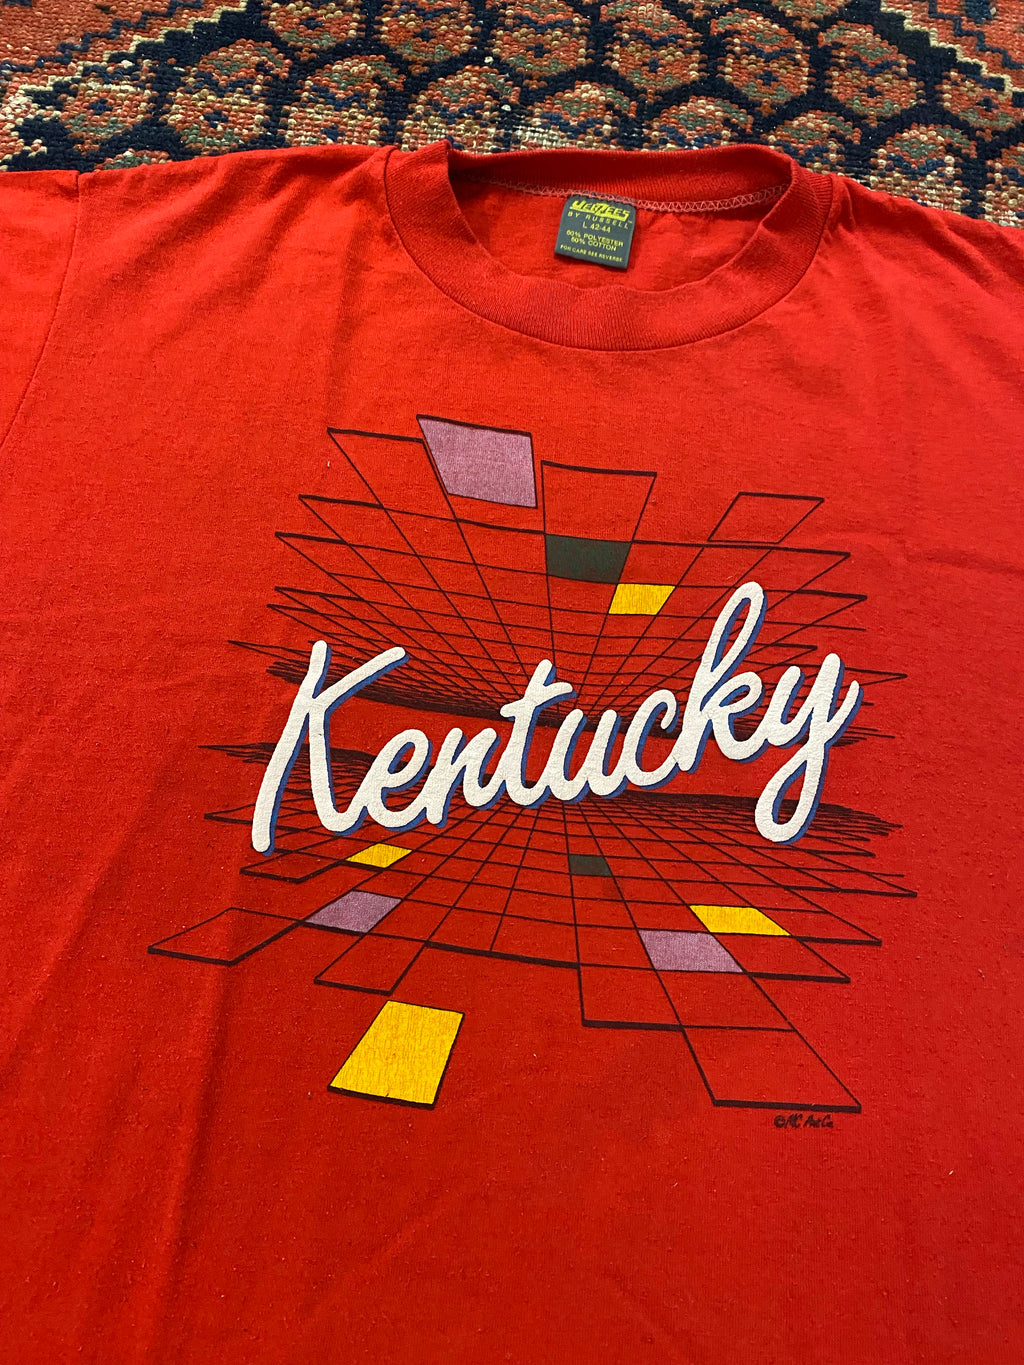 JERZEES
BY RUSSELL
L 42-44
50% POLYESTER
50% COTTON
FOR CARE SEE REVERSE
Kentucky
©